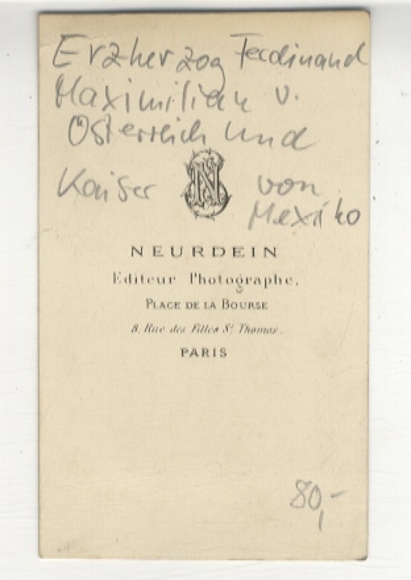 Erzherzog Ferdinand
Maximilian v.
Österreich und
Kaiser von
Mexiko
N
NEURDEIN
Editeur Photographe,
PLACE DE LA BOURSE
8, Rue des Filles St Thomas.
PARIS
80,-